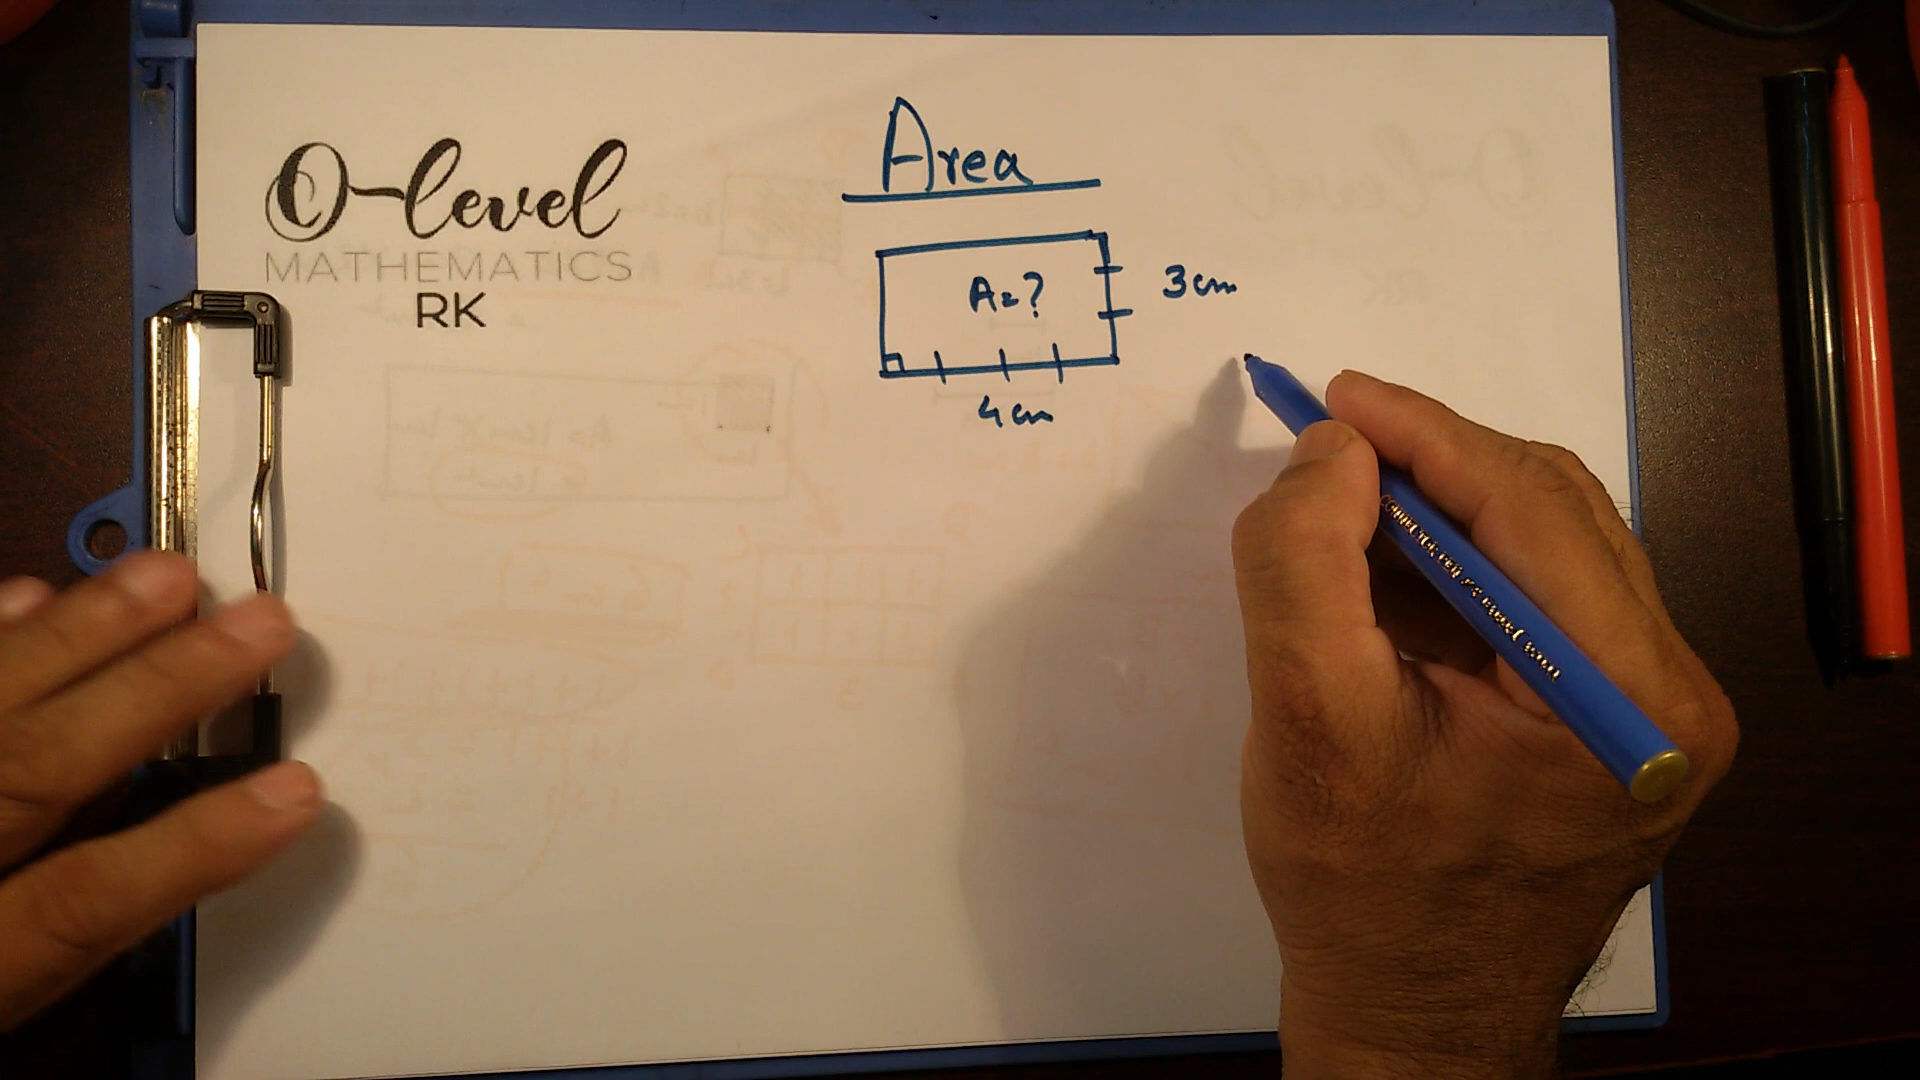 O-level
MATHEMATICS
RK
Area
A=?
3cm
4cm